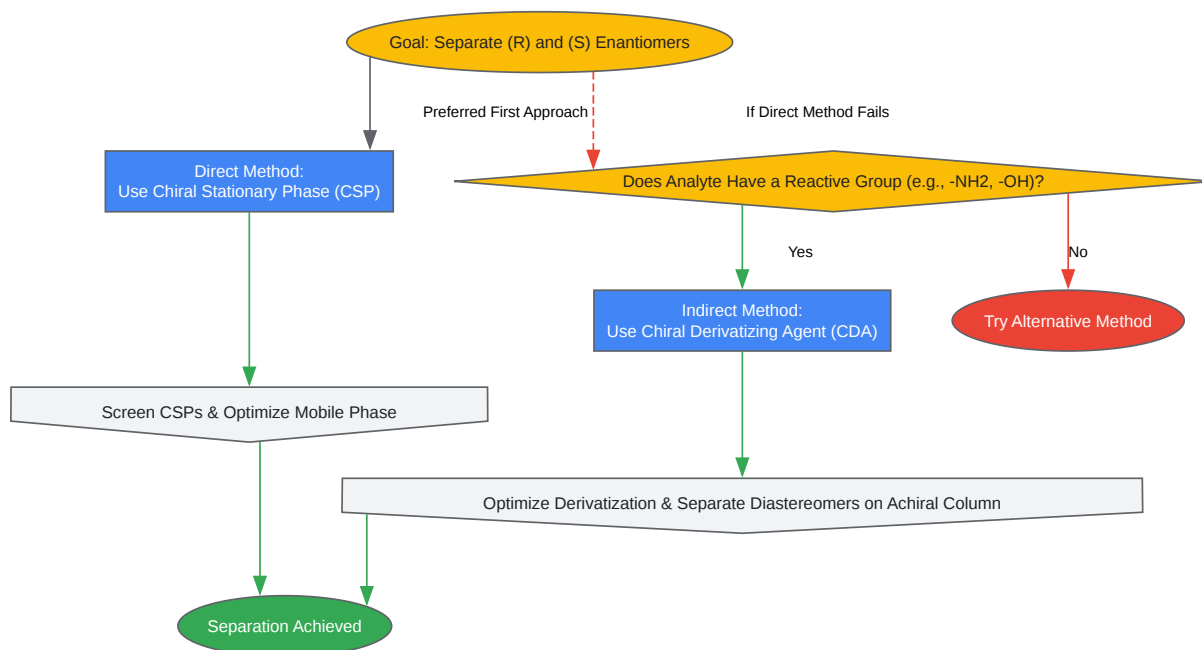 Goal: Separate (R) and (S) Enantiomers
Preferred First Approach
If Direct Method Fails
Direct Method:
Use Chiral Stationary Phase (CSP)
Does Analyte Have a Reactive Group (e.g., -NH2, -OH)?
Yes
No
Indirect Method:
Use Chiral Derivatizing Agent (CDA)
Try Alternative Method
Screen CSPs & Optimize Mobile Phase
Optimize Derivatization & Separate Diastereomers on Achiral Column
Separation Achieved